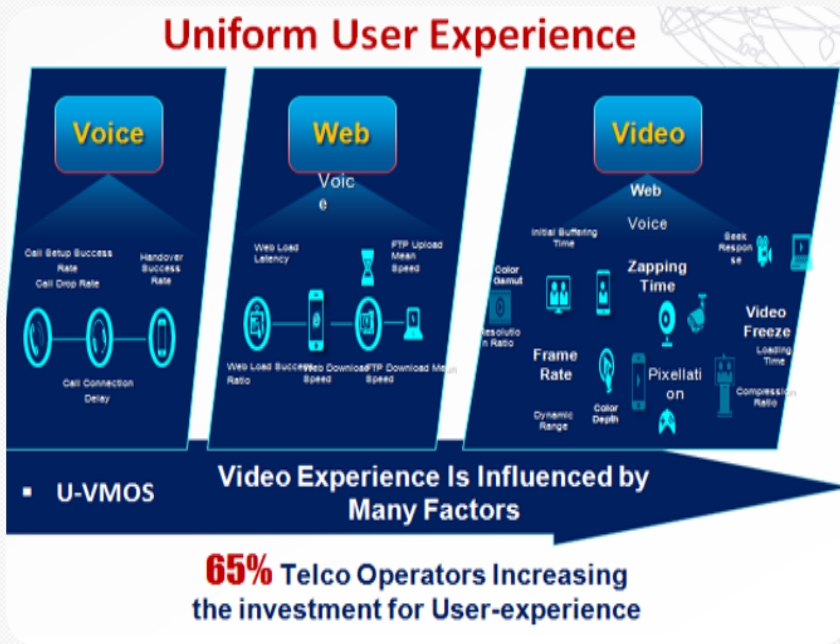 Uniform User Experience
Voice
Call Setup Success
Rate
Call Drop Rate
Handover
Success
Rate
Call Connection
Delay
Web
Voic
e
Web Load
Latency
FTP Upload
Mean
Speed
Web Load Success
Ratio
Web Download
Speed
FTP Download Mean
Speed
Video
Web
Voice
Initial Buffering
Time
Seek
Respon
se
Color
Gamut
Zapping
Time
Resolutio
n Ratio
Video
Freeze
Frame
Rate
Loading
Time
Pixellati
on
Compression
Ratio
Dynamic
Range
Color
Depth
▪ U-VMOS
Video Experience Is Influenced by
Many Factors
65% Telco Operators Increasing
the investment for User-experience